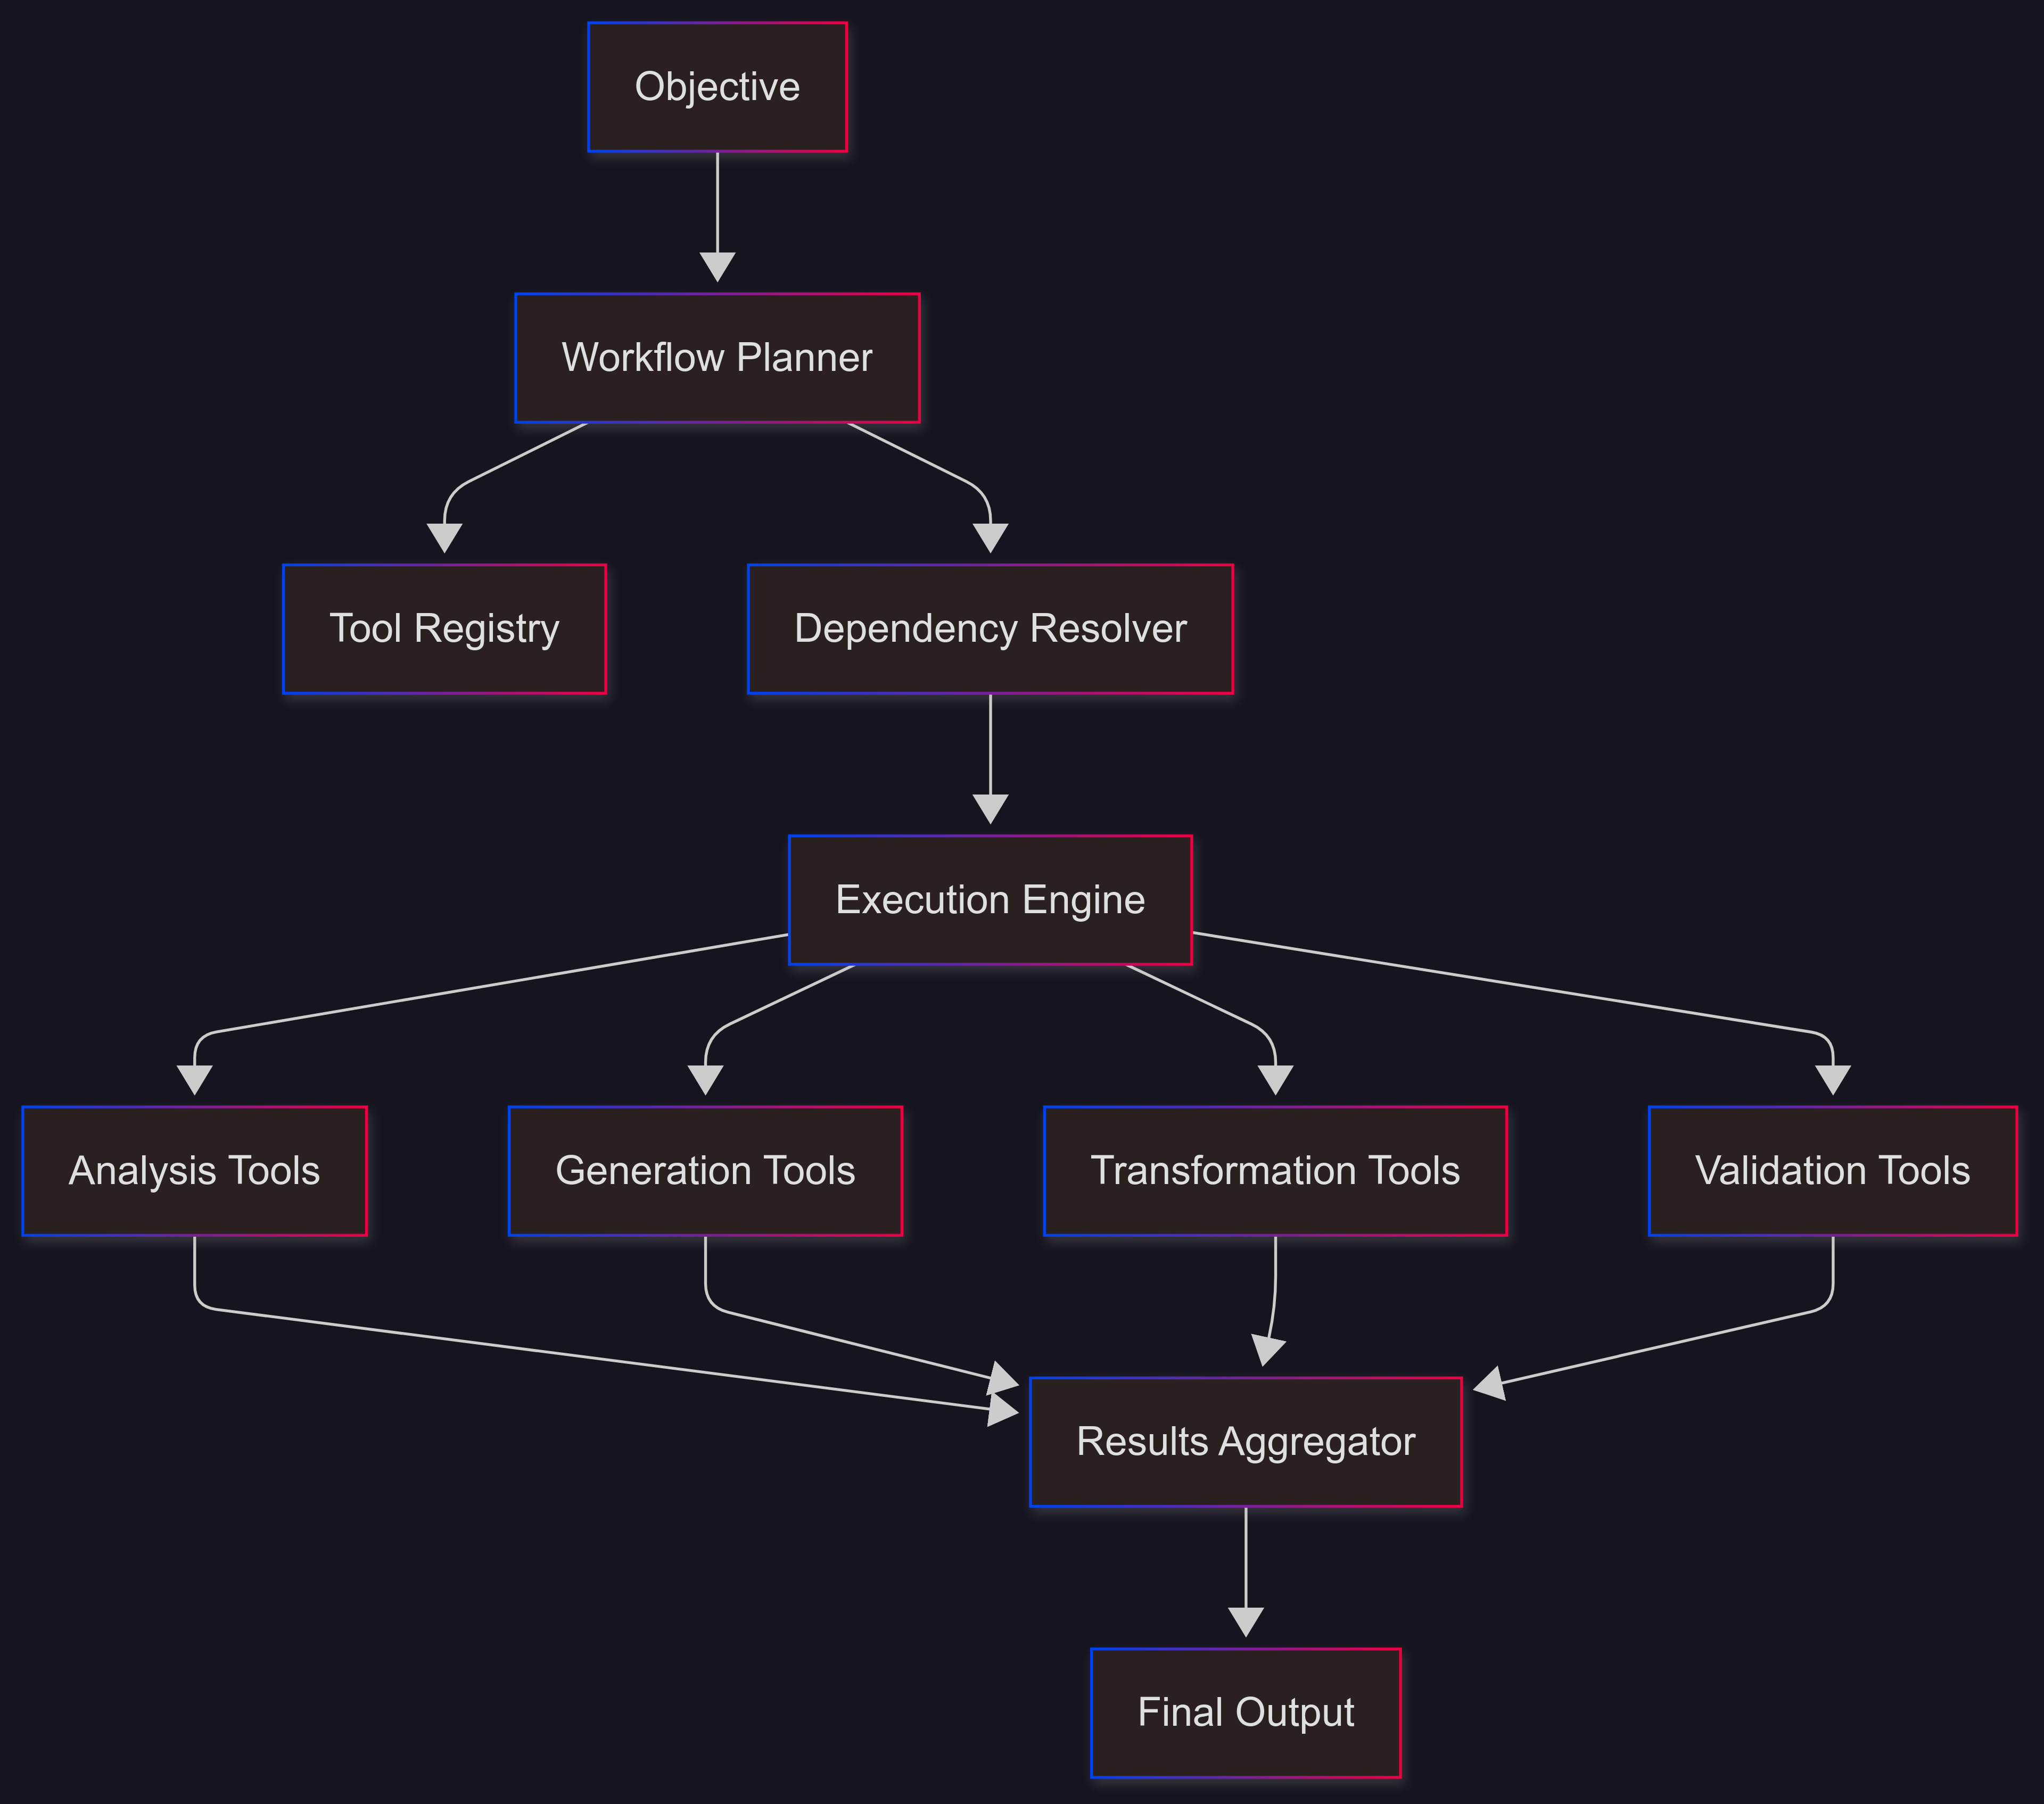 Objective
Workflow Planner
Tool Registry
Dependency Resolver
Execution Engine
Analysis Tools
Generation Tools
Transformation Tools
Validation Tools
Results Aggregator
Final Output